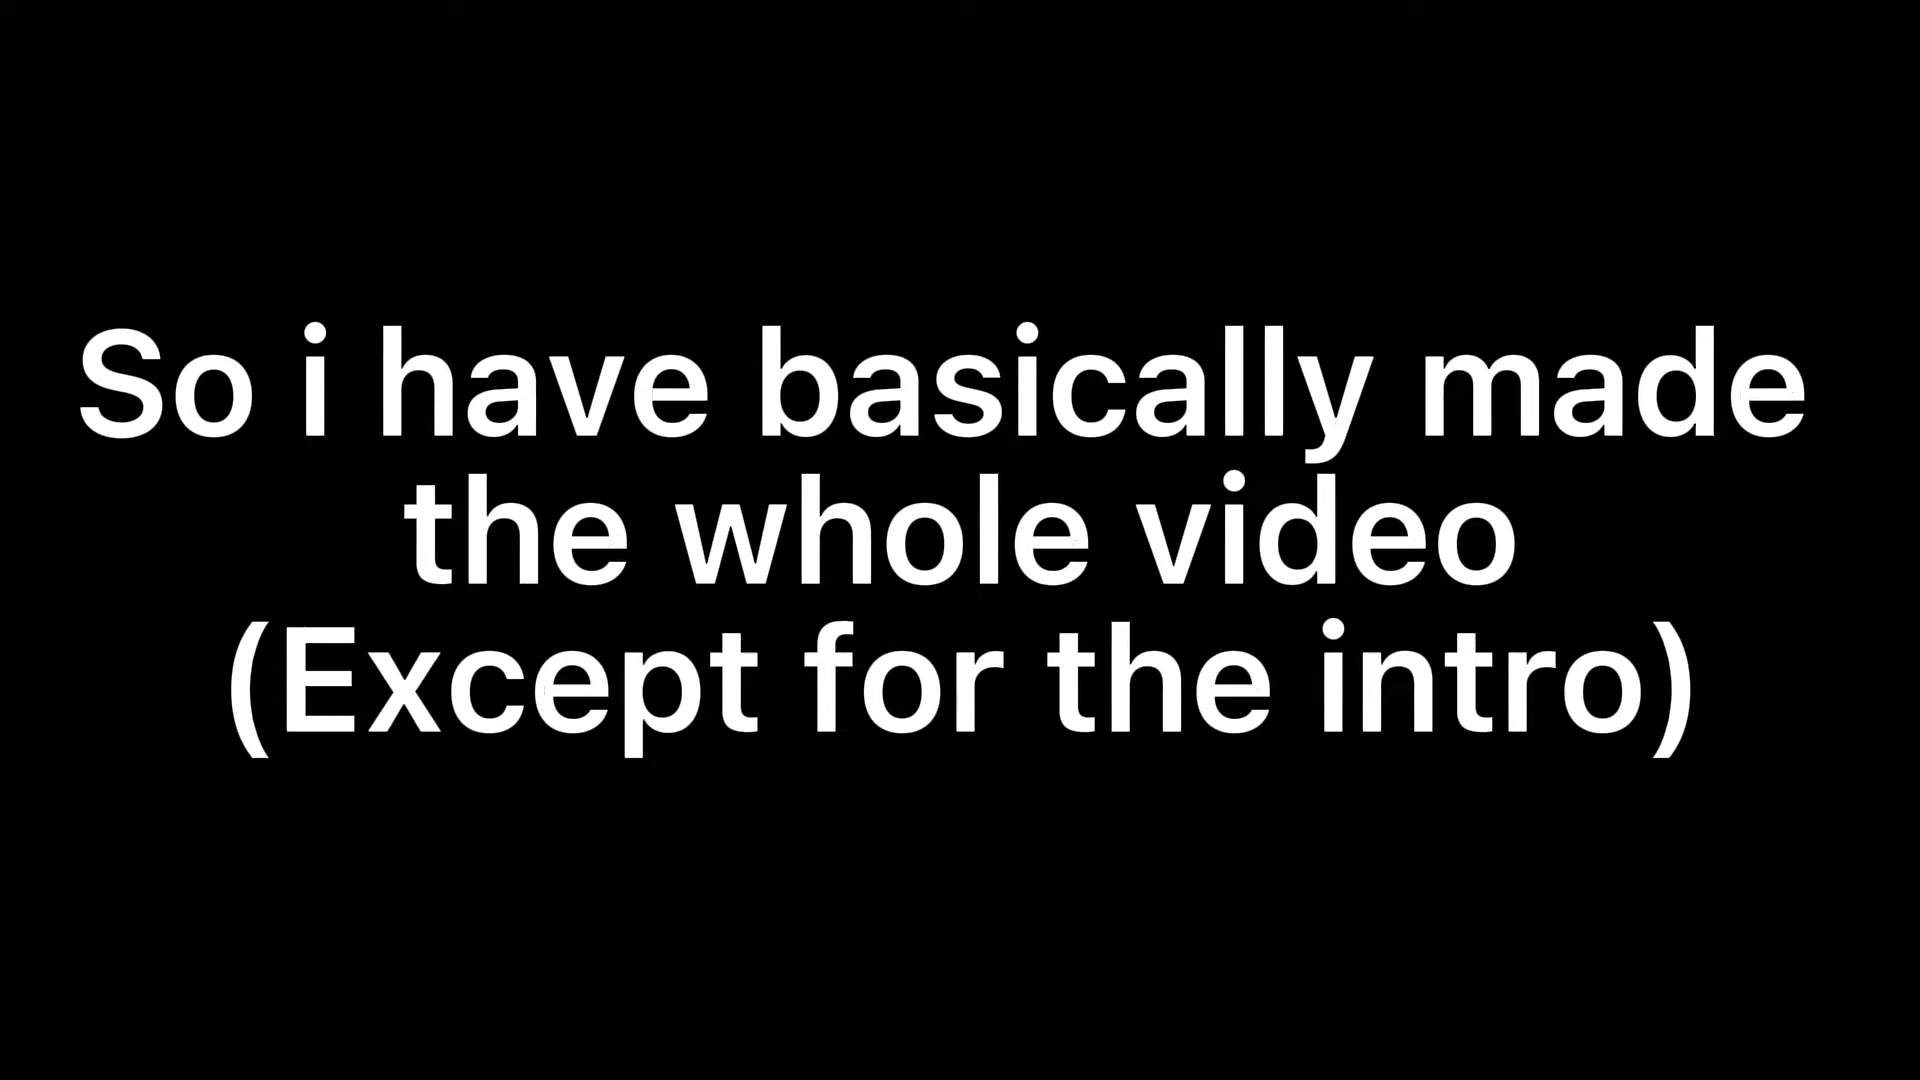 So i have basically made
the whole video
(Except for the intro)